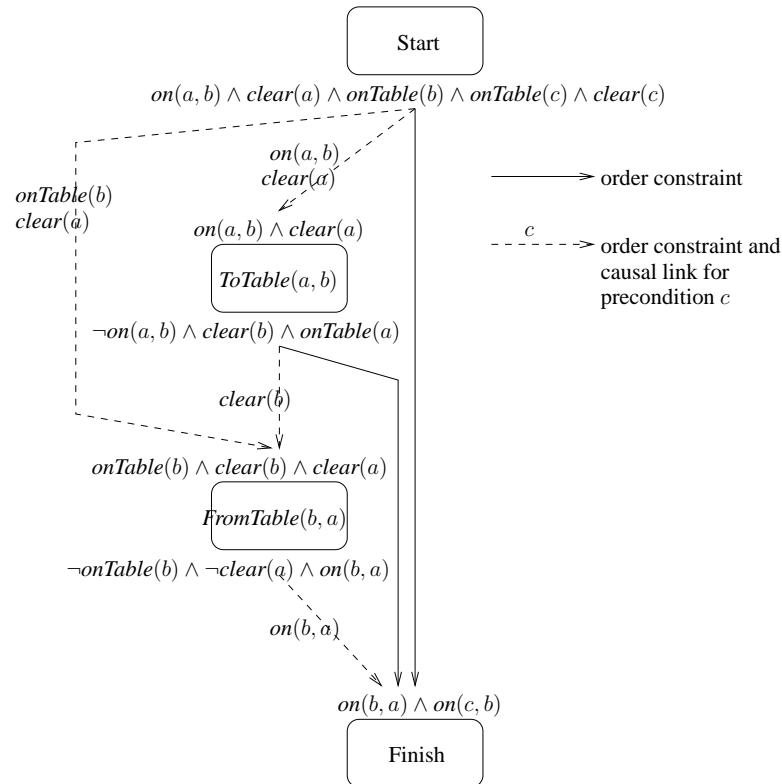 Start
on(a, b) ∧ clear(a) ∧ onTable(b) ∧ onTable(c) ∧ clear(c)
on(a, b)
clear(a)
order constraint
onTable(b)
clear(a)
on(a, b) ∧ clear(a)
c
order constraint and
causal link for
precondition c
ToTable(a, b)
¬on(a, b) ∧ clear(b) ∧ onTable(a)
clear(b)
onTable(b) ∧ clear(b) ∧ clear(a)
FromTable(b, a)
¬onTable(b) ∧ ¬clear(a) ∧ on(b, a)
on(b, a)
on(b, a) ∧ on(c, b)
Finish